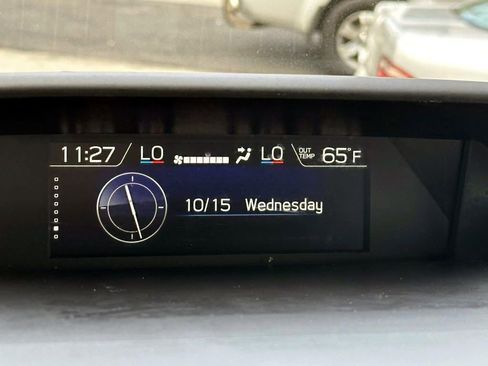 11:27 LO LO OUT TEMP 65°F
10/15 Wednesday